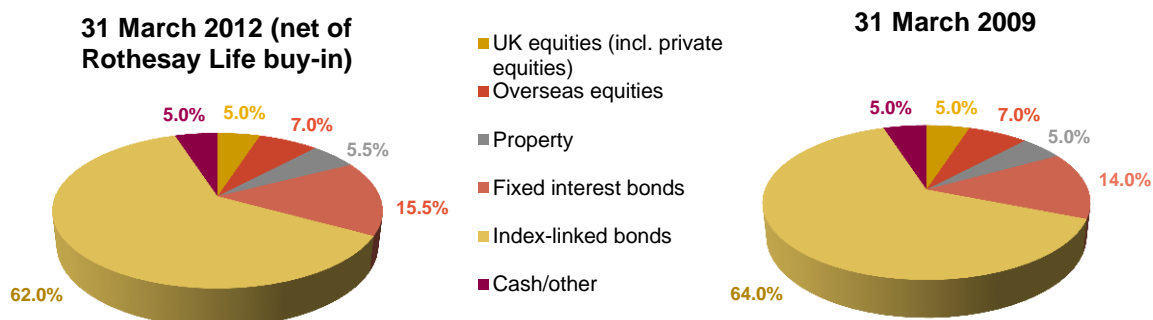 31 March 2012 (net of
Rothesay Life buy-in)
5.0%
5.0%
7.0%
5.5%
15.5%
62.0%
UK equities (incl. private
equities)
Overseas equities
Property
Fixed interest bonds
Index-linked bonds
Cash/other
31 March 2009
5.0%
5.0%
7.0%
5.0%
14.0%
64.0%